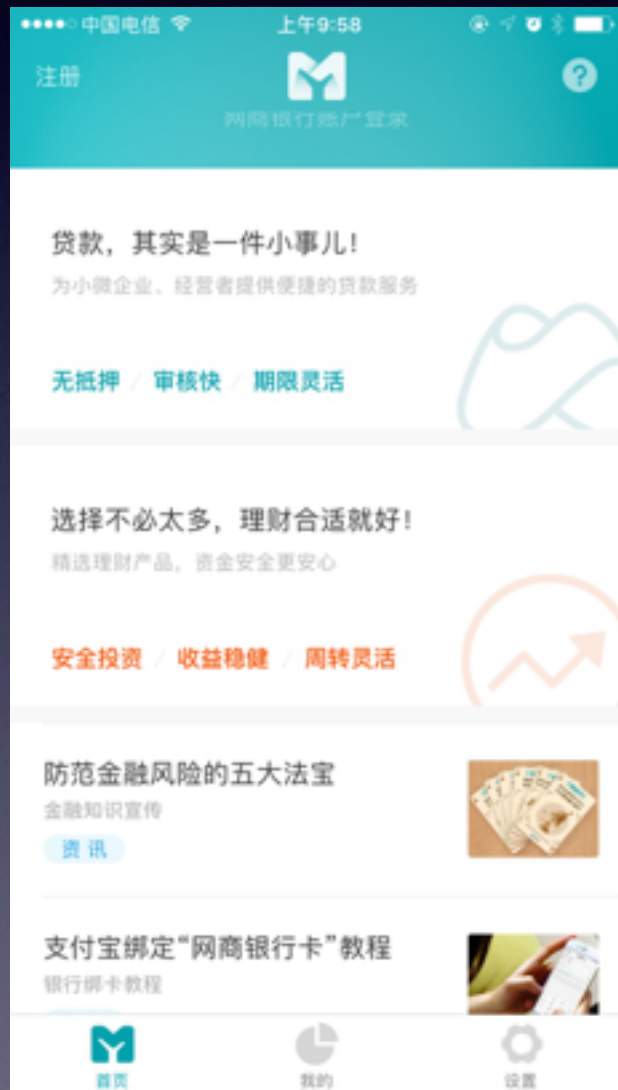 中国电信 上午9:58
注册
网商银行账户登录
贷款，其实是一件小事儿！
为小微企业、经营者提供便捷的贷款服务
无抵押 / 审核快 / 期限灵活
选择不必太多，理财合适就好！
精选理财产品，资金安全更安心
安全投资 / 收益稳健 / 周转灵活
防范金融风险的五大法宝
金融知识宣传
资讯
支付宝绑定“网商银行卡”教程
银行绑卡教程
首页 我的 设置